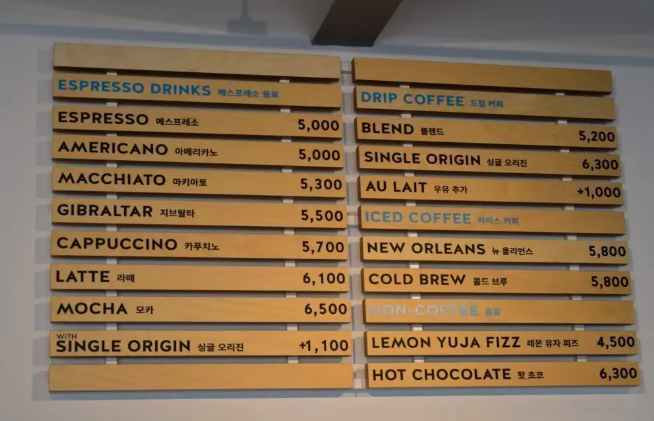 ESPRESSO DRINKS 에스프레소 음료
ESPRESSO 에스프레소 5,000
AMERICANO 아메리카노 5,000
MACCHIATO 마키아토 5,300
GIBRALTAR 지브랄타 5,500
CAPPUCCINO 카푸치노 5,700
LATTE 라떼 6,100
MOCHA 모카 6,500
WITH
SINGLE ORIGIN 싱글 오리진 +1,100
DRIP COFFEE 드립 커피
BLEND 블렌드 5,200
SINGLE ORIGIN 싱글 오리진 6,300
AU LAIT 우유 추가 +1,000
ICED COFFEE 아이스 커피
NEW ORLEANS 뉴 올리언스 5,800
COLD BREW 콜드 브루 5,800
NON-COFFEE 음료
LEMON YUJA FIZZ 레몬 유자 피즈 4,500
HOT CHOCOLATE 핫 초코 6,300